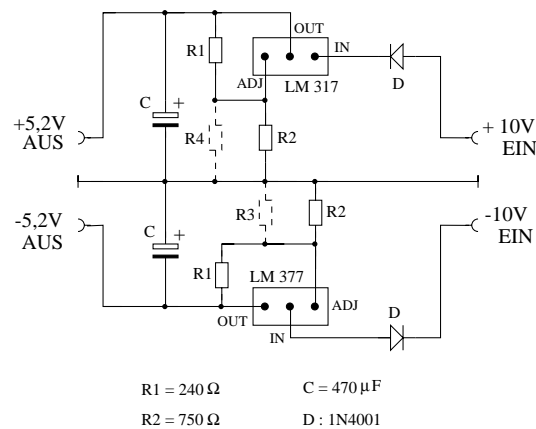 OUT
R1
IN
ADJ
LM 317
D
C
+
+5,2V
AUS
R4
R2
+ 10V
EIN
-5,2V
AUS
R3
R2
-10V
EIN
C
+
R1
LM 377
D
OUT
ADJ
IN
R1 = 240 Ω
C = 470 µF
R2 = 750 Ω
D : 1N4001